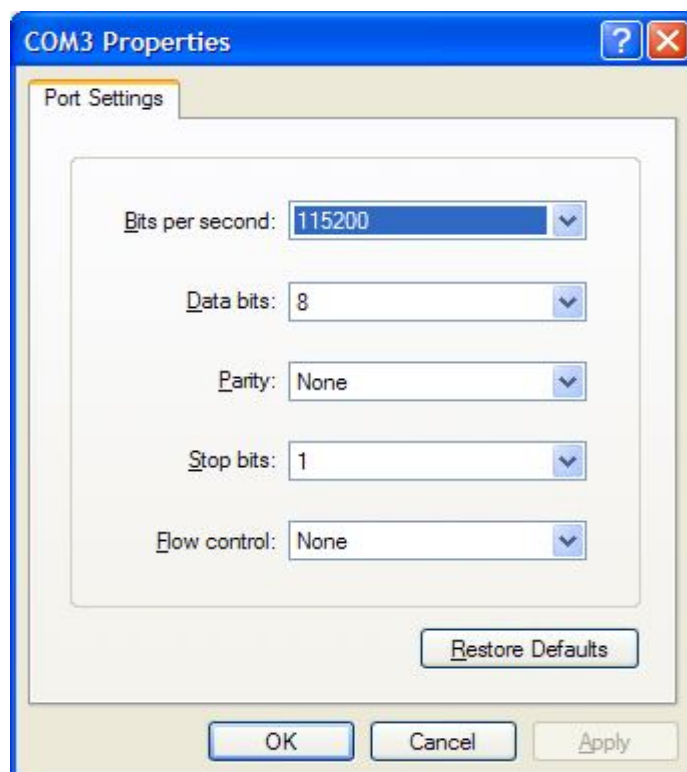 COM3 Properties
Port Settings
Bits per second: 115200
Data bits: 8
Parity: None
Stop bits: 1
Flow control: None
Restore Defaults
OK Cancel Apply